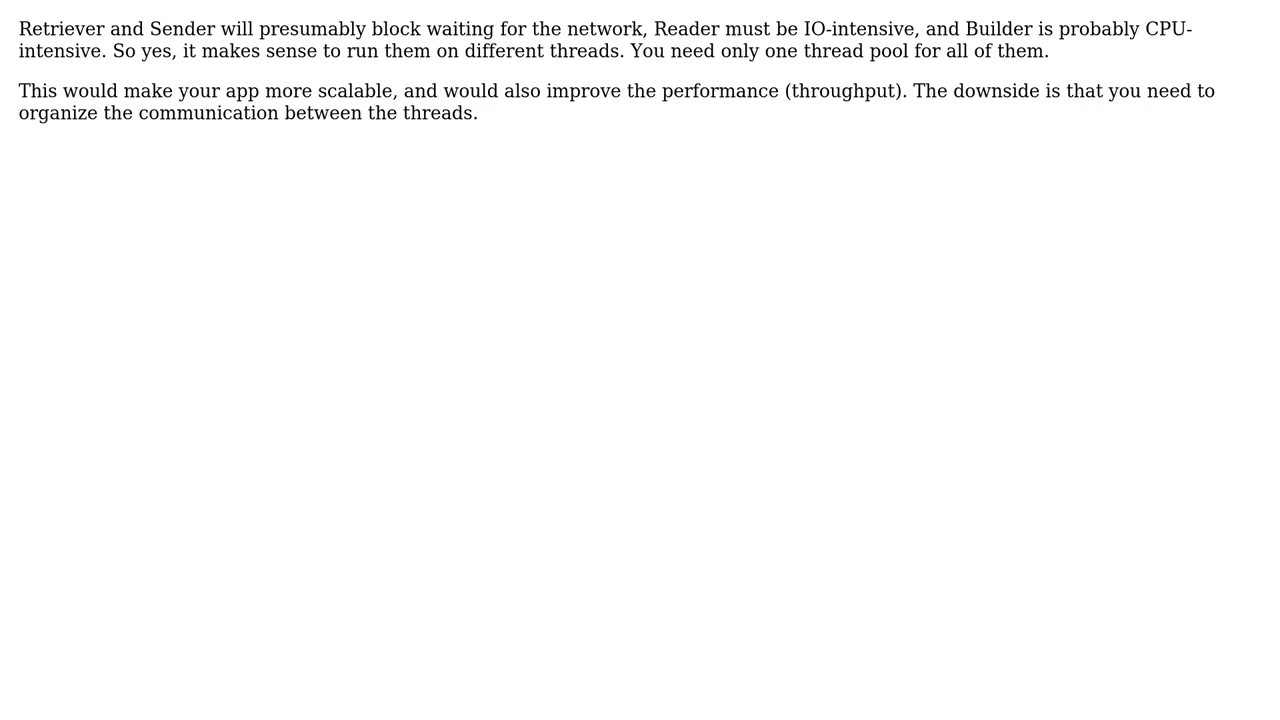 Retriever and Sender will presumably block waiting for the network, Reader must be IO-intensive, and Builder is probably CPU-
intensive. So yes, it makes sense to run them on different threads. You need only one thread pool for all of them.
This would make your app more scalable, and would also improve the performance (throughput). The downside is that you need to
organize the communication between the threads.